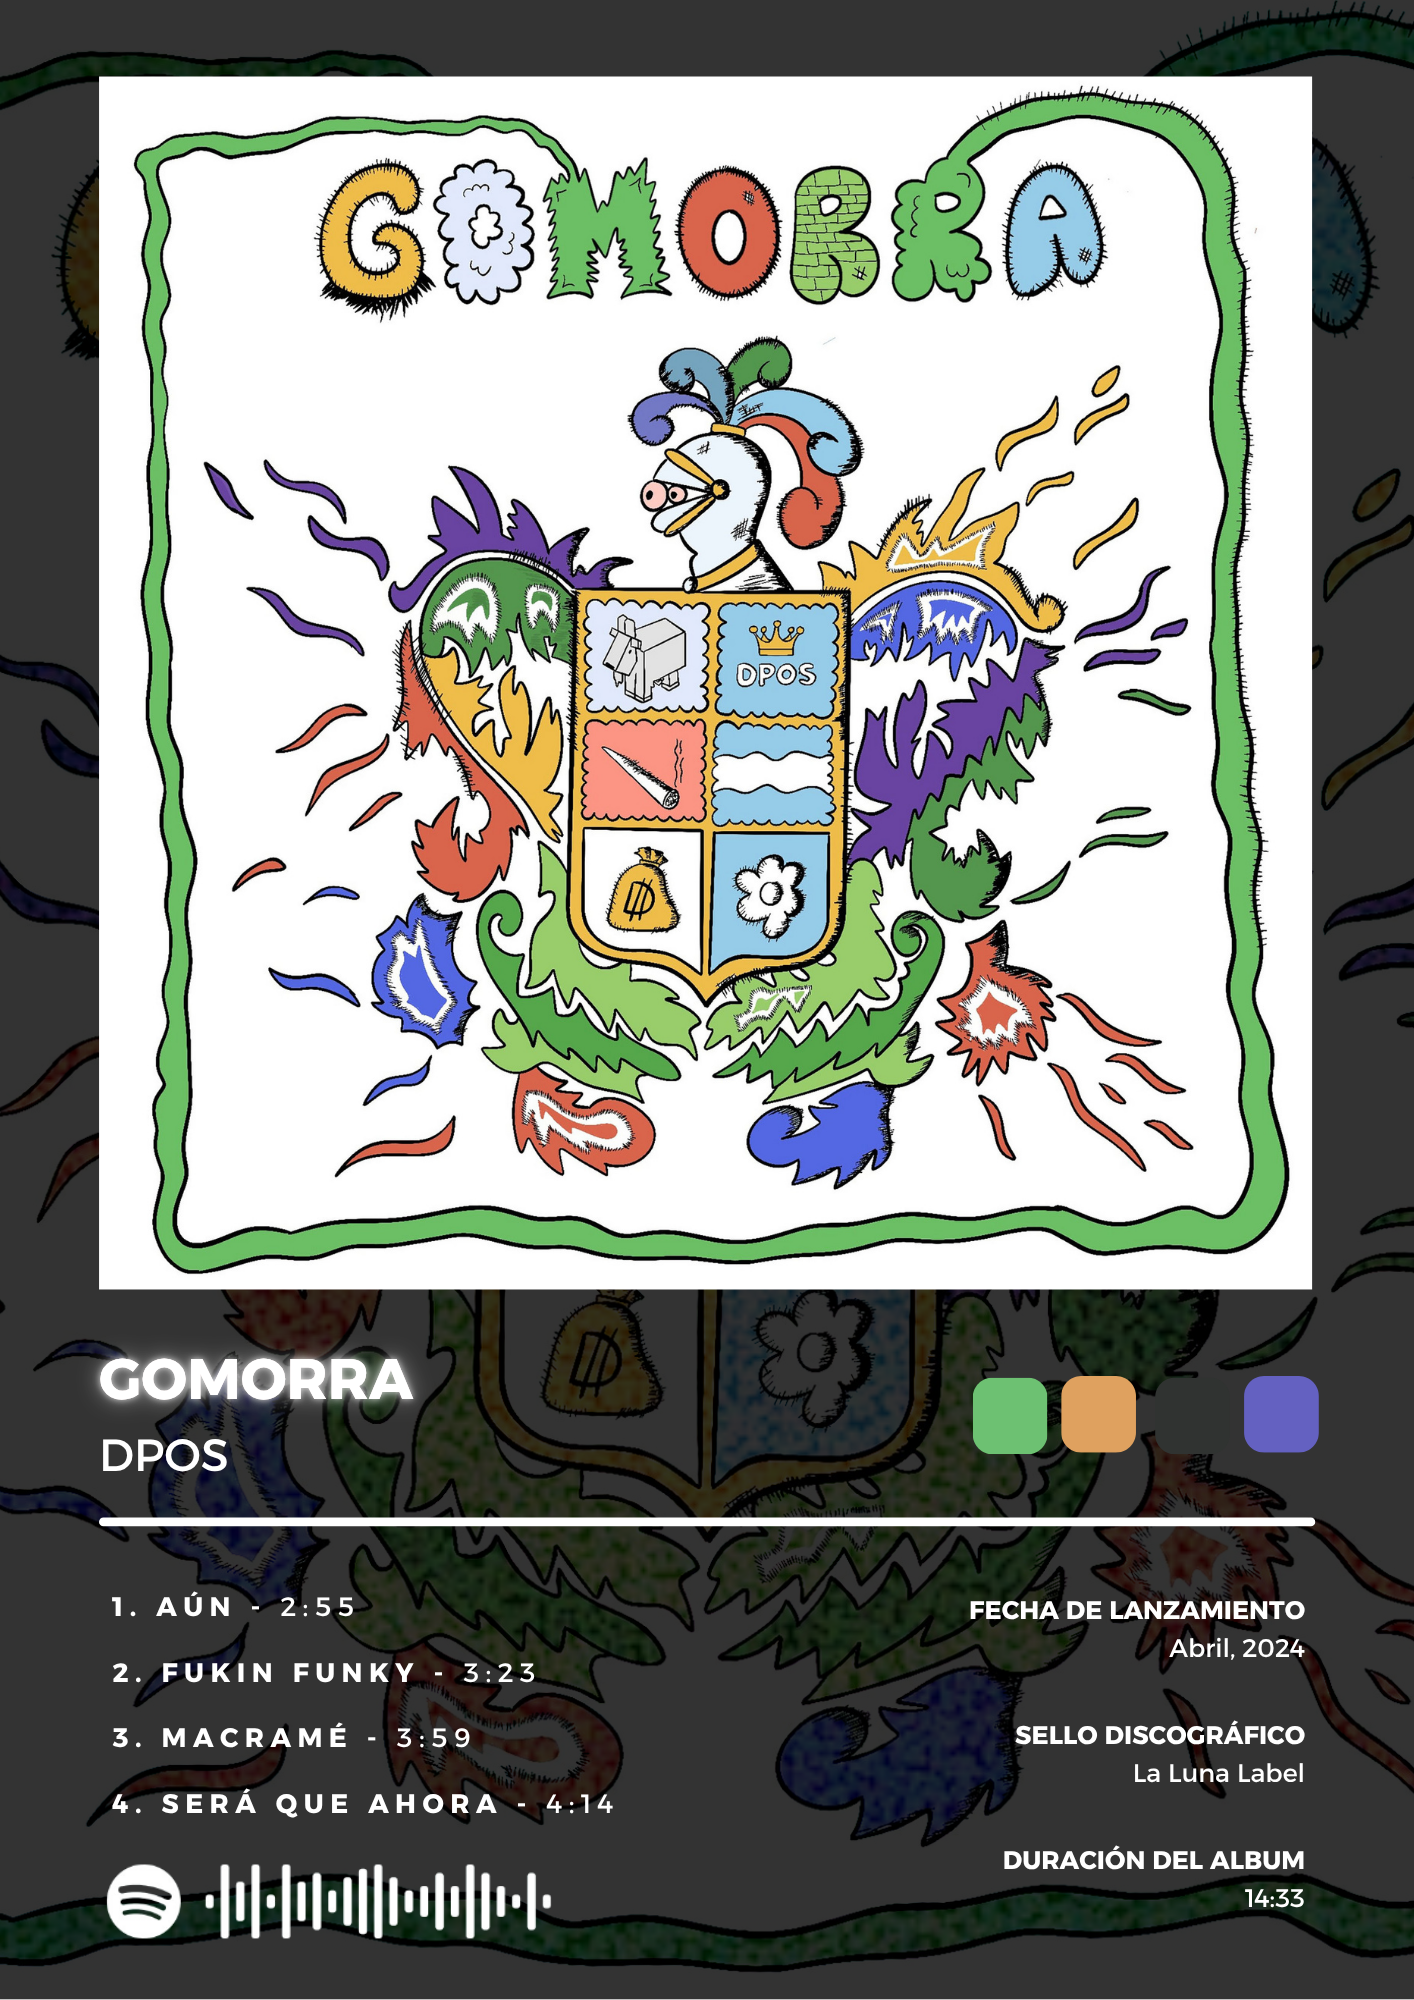 GOMORRA
DPOS
GOMORRA
DPOS
1. AÚN - 2:55
2. FUKIN FUNKY - 3:23
3. MACRAMÉ - 3:59
4. SERÁ QUE AHORA - 4:14
FECHA DE LANZAMIENTO
Abril, 2024
SELLO DISCOGRÁFICO
La Luna Label
DURACIÓN DEL ALBUM
14:33